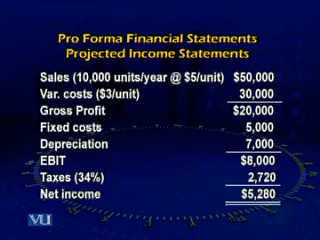 Pro Forma Financial Statements
Projected Income Statements
Sales (10,000 units/year @ $5/unit) $50,000
Var. costs ($3/unit) 30,000
Gross Profit $20,000
Fixed costs 5,000
Depreciation 7,000
EBIT $8,000
Taxes (34%) 2,720
Net income $5,280
VU